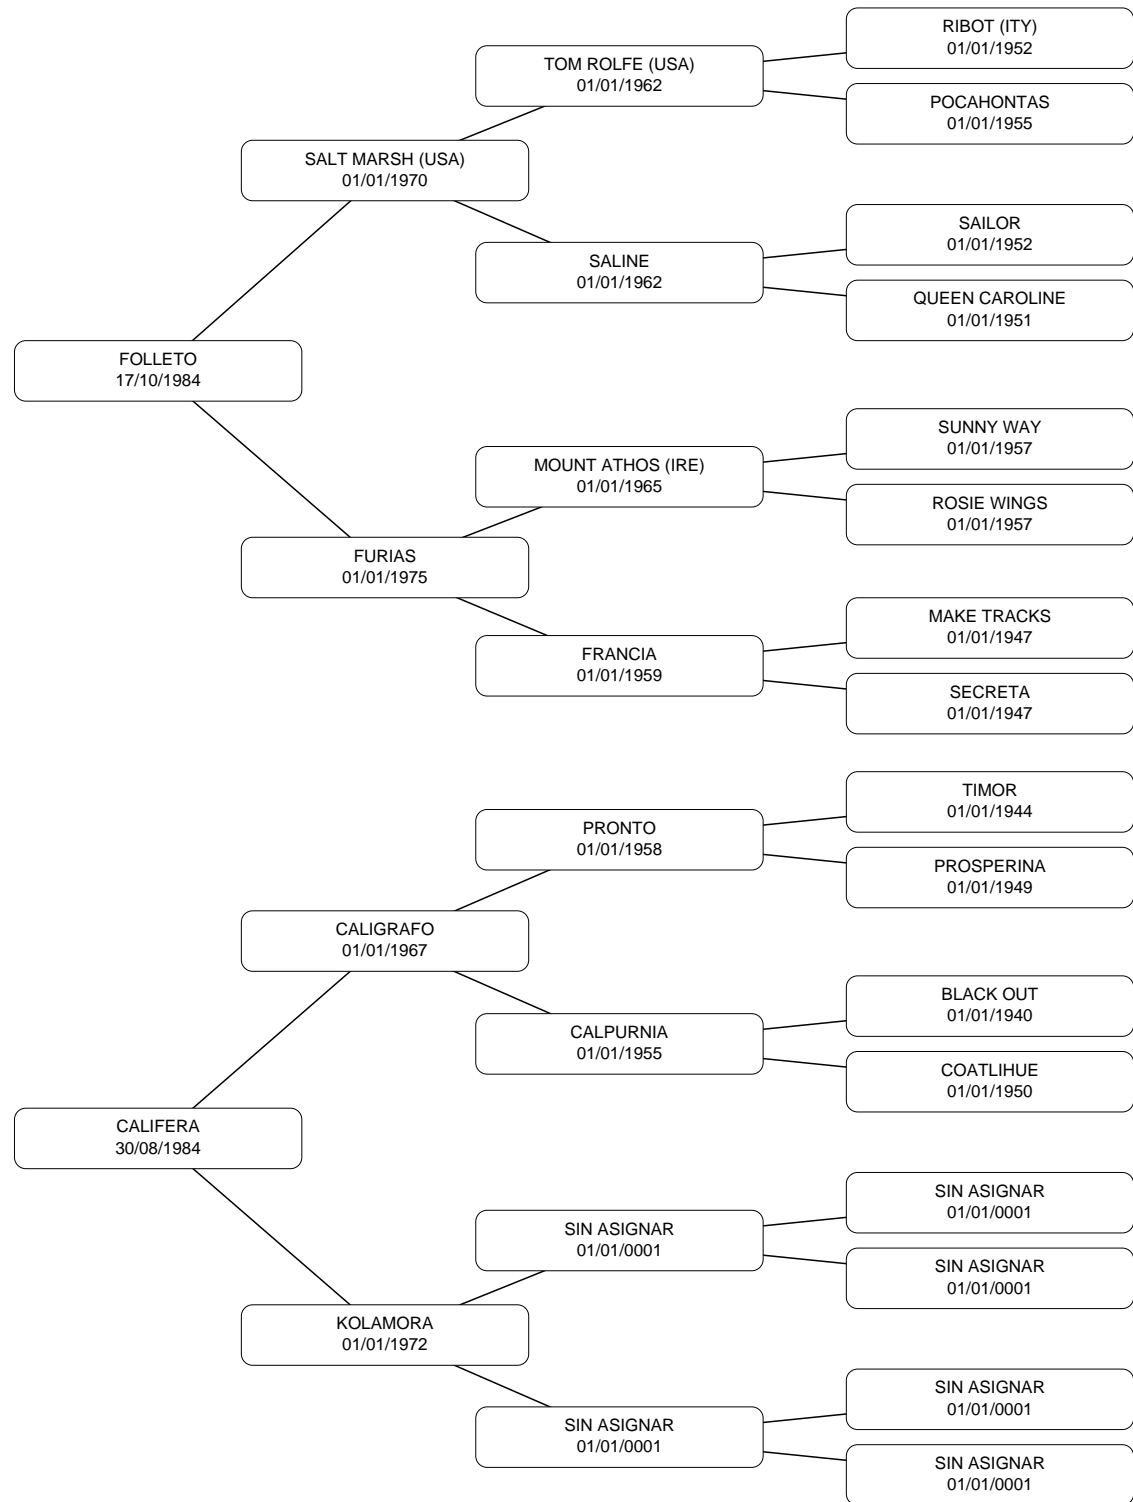 RIBOT (ITY)
01/01/1952
TOM ROLFE (USA)
01/01/1962
POCAHONTAS
01/01/1955
SALT MARSH (USA)
01/01/1970
SAILOR
01/01/1952
SALINE
01/01/1962
QUEEN CAROLINE
01/01/1951
FOLLETO
17/10/1984
SUNNY WAY
01/01/1957
MOUNT ATHOS (IRE)
01/01/1965
ROSIE WINGS
01/01/1957
FURIAS
01/01/1975
MAKE TRACKS
01/01/1947
FRANCIA
01/01/1959
SECRETA
01/01/1947
TIMOR
01/01/1944
PRONTO
01/01/1958
PROSPERINA
01/01/1949
CALIGRAFO
01/01/1967
BLACK OUT
01/01/1940
CALPURNIA
01/01/1955
COATLIHUE
01/01/1950
CALIFERA
30/08/1984
SIN ASIGNAR
01/01/0001
SIN ASIGNAR
01/01/0001
SIN ASIGNAR
01/01/0001
KOLAMORA
01/01/1972
SIN ASIGNAR
01/01/0001
SIN ASIGNAR
01/01/0001
SIN ASIGNAR
01/01/0001